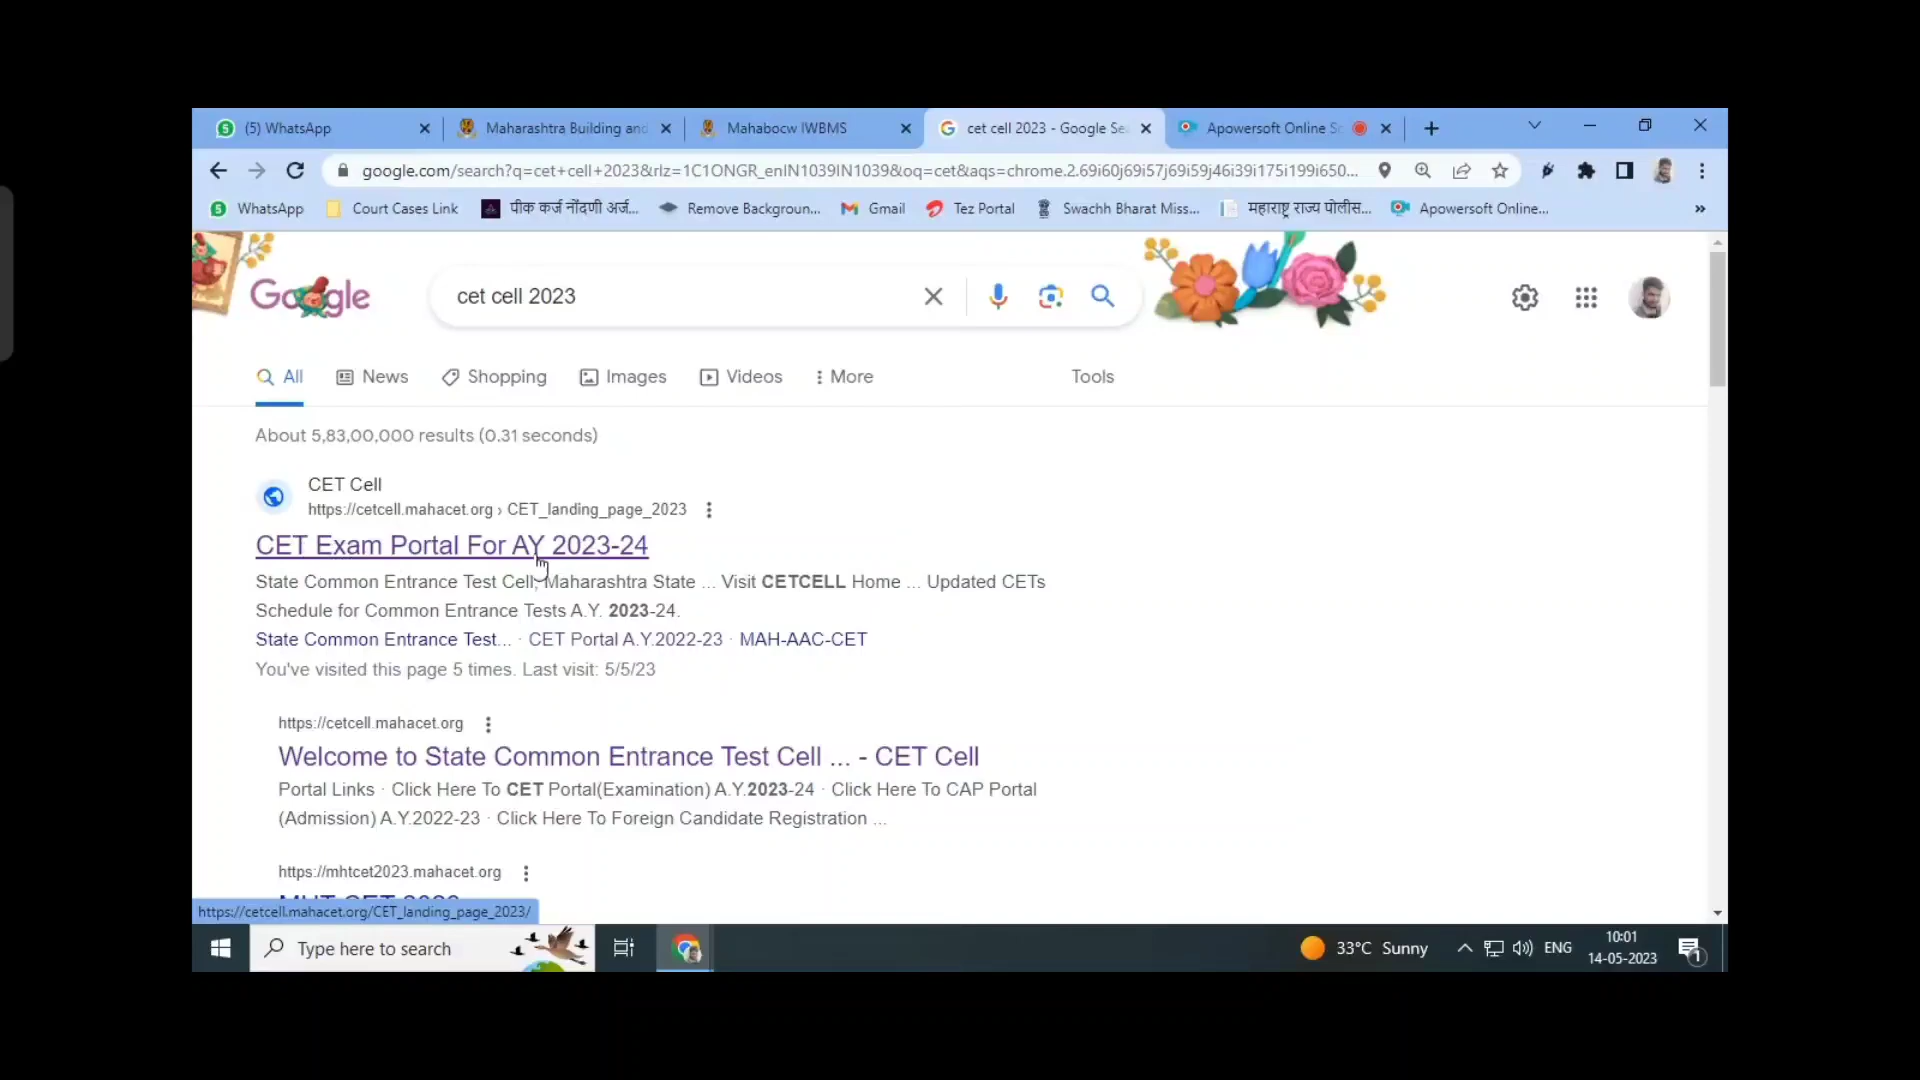 (5) WhatsApp
Maharashtra Building and
Mahabocw IWBMS
cet cell 2023 - Google Se
Apowersoft Online Sc
google.com/search?q=cet+cell+2023&rlz=1C1ONGR_enIN1039IN1039&oq=cet&aqs=chrome.2.69i60j69i57j69i59j46i39i175i199i650...
WhatsApp
Court Cases Link
पीक कर्ज नोंदणी अर्ज...
Remove Backgroun...
Gmail
Tez Portal
Swachh Bharat Miss...
महाराष्ट्र राज्य पोलीस...
Apowersoft Online...
»
Google
cet cell 2023
All
News
Shopping
Images
Videos
More
Tools
About 5,83,00,000 results (0.31 seconds)
CET Cell
https://cetcell.mahacet.org › CET_landing_page_2023
CET Exam Portal For AY 2023-24
State Common Entrance Test Cell, Maharashtra State ... Visit CETCELL Home ... Updated CETs
Schedule for Common Entrance Tests A.Y. 2023-24.
State Common Entrance Test... · CET Portal A.Y.2022-23 · MAH-AAC-CET
You've visited this page 5 times. Last visit: 5/5/23
https://cetcell.mahacet.org
Welcome to State Common Entrance Test Cell ... - CET Cell
Portal Links · Click Here To CET Portal(Examination) A.Y.2023-24 · Click Here To CAP Portal
(Admission) A.Y.2022-23 · Click Here To Foreign Candidate Registration ...
https://mhtcet2023.mahacet.org
MHT CET 2023
https://cetcell.mahacet.org/CET_landing_page_2023/
Type here to search
33°C Sunny
ENG
10:01
14-05-2023
1